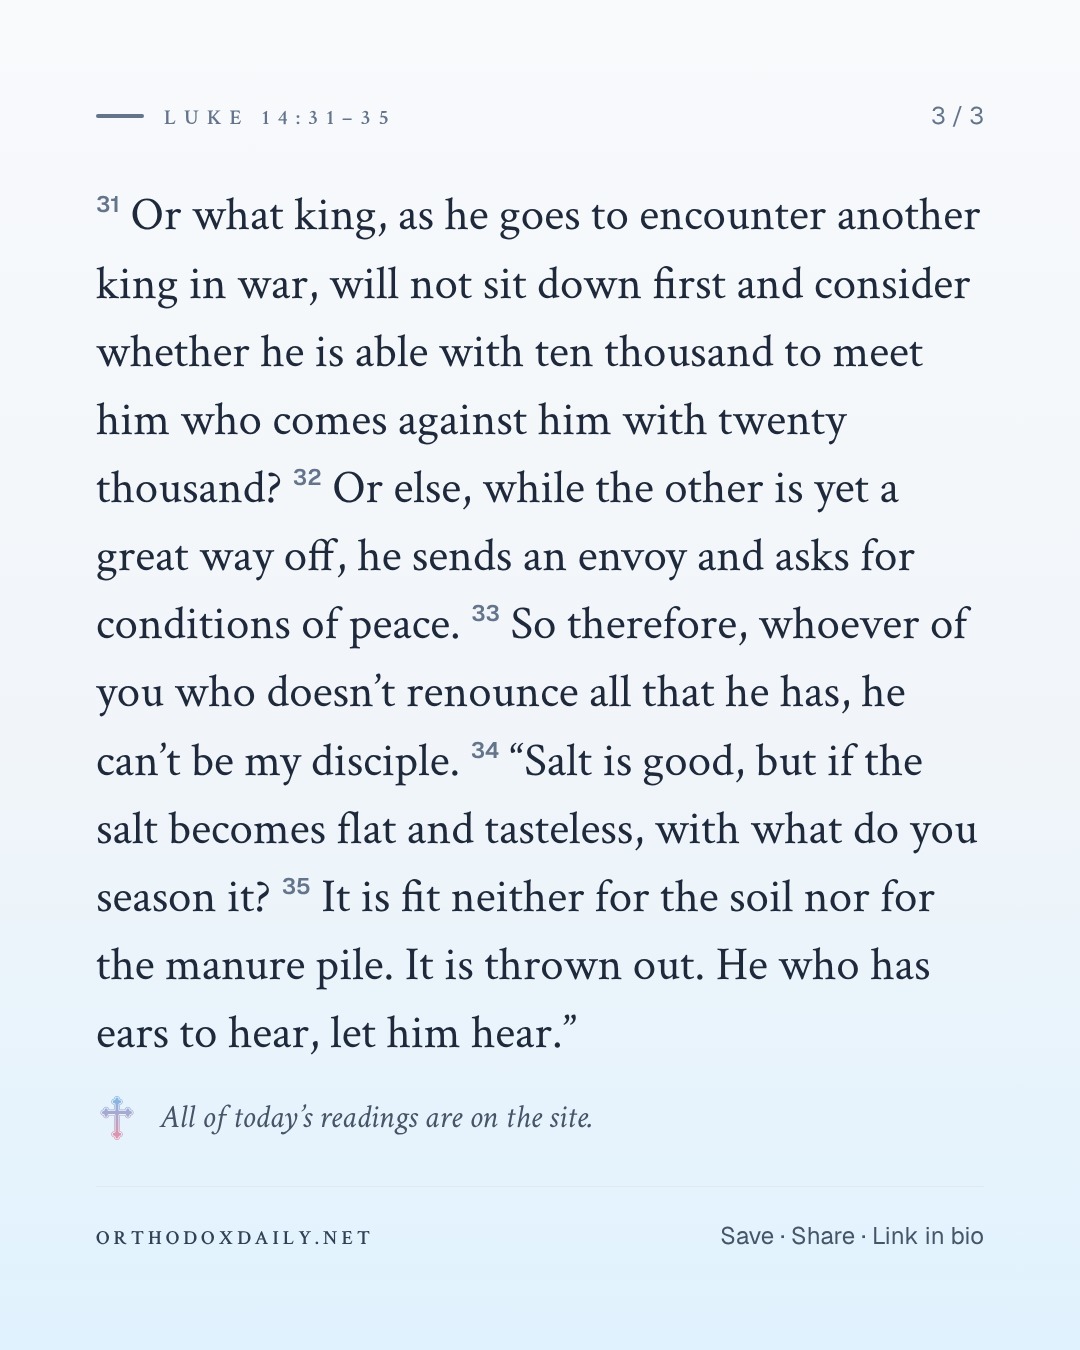 LUKE 14:31–35
3 / 3
31 Or what king, as he goes to encounter another
king in war, will not sit down first and consider
whether he is able with ten thousand to meet
him who comes against him with twenty
thousand? 32 Or else, while the other is yet a
great way off, he sends an envoy and asks for
conditions of peace. 33 So therefore, whoever of
you who doesn’t renounce all that he has, he
can’t be my disciple. 34 “Salt is good, but if the
salt becomes flat and tasteless, with what do you
season it? 35 It is fit neither for the soil nor for
the manure pile. It is thrown out. He who has
ears to hear, let him hear.”
All of today’s readings are on the site.
ORTHODOXDAILY.NET
Save · Share · Link in bio